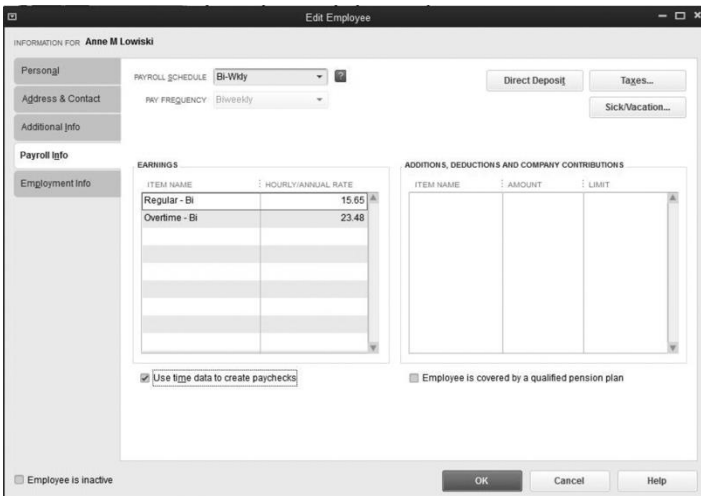 Edit Employee
INFORMATION FOR Anne M Lowiski
Personal
Address & Contact
Additional Info
Payroll Info
Employment Info
PAYROLL SCHEDULE Bi-Wkly ?
PAY FREQUENCY Biweekly
Direct Deposit Taxes...
Sick/Vacation...
EARNINGS
ITEM NAME HOURLY/ANNUAL RATE
Regular - Bi 15.65
Overtime - Bi 23.48
Use time data to create paychecks
ADDITIONS, DEDUCTIONS AND COMPANY CONTRIBUTIONS
ITEM NAME AMOUNT LIMIT
Employee is covered by a qualified pension plan
Employee is inactive
OK Cancel Help